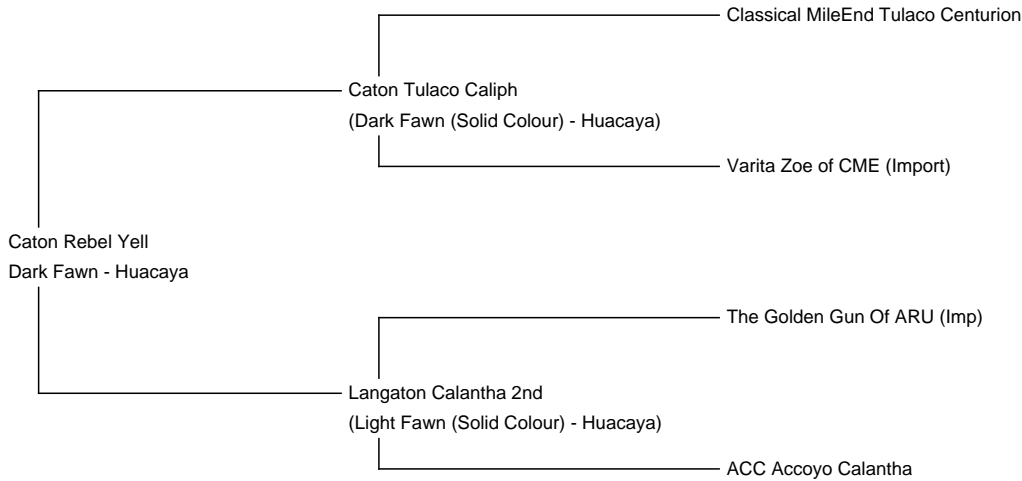 Classical MileEnd Tulaco Centurion
Caton Tulaco Caliph
(Dark Fawn (Solid Colour) - Huacaya)
Varita Zoe of CME (Import)
Caton Rebel Yell
Dark Fawn - Huacaya
The Golden Gun Of ARU (Imp)
Langaton Calantha 2nd
(Light Fawn (Solid Colour) - Huacaya)
ACC Accoyo Calantha